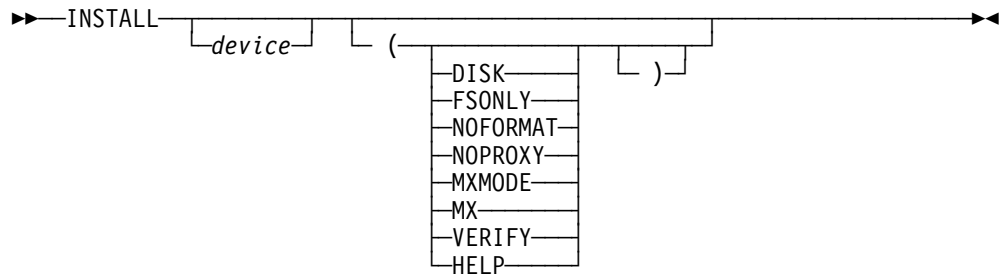 INSTALL
device
(
DISK )
FSONLY
NOFORMAT
NOPROXY
MXMODE
MX
VERIFY
HELP